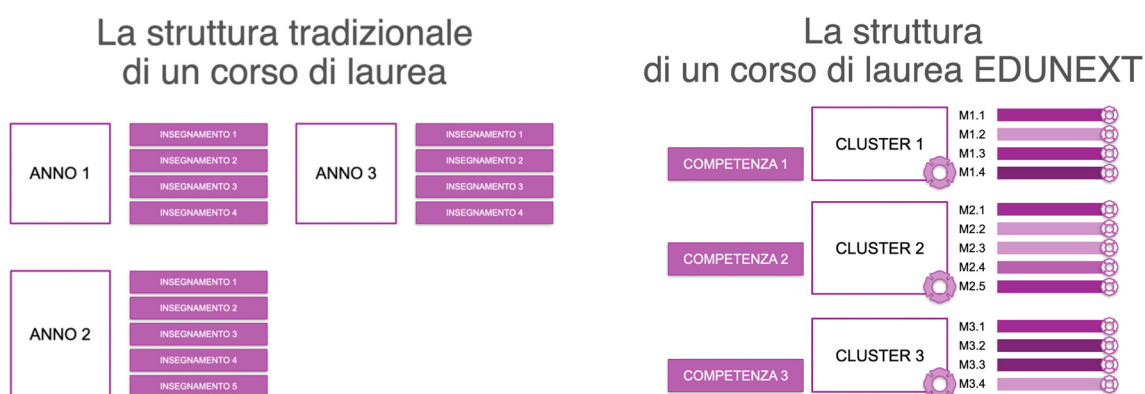 La struttura tradizionale
di un corso di laurea
ANNO 1
INSEGNAMENTO 1
INSEGNAMENTO 2
INSEGNAMENTO 3
INSEGNAMENTO 4
ANNO 3
INSEGNAMENTO 1
INSEGNAMENTO 2
INSEGNAMENTO 3
INSEGNAMENTO 4
ANNO 2
INSEGNAMENTO 1
INSEGNAMENTO 2
INSEGNAMENTO 3
INSEGNAMENTO 4
INSEGNAMENTO 5
La struttura
di un corso di laurea EDUNEXT
COMPETENZA 1
CLUSTER 1
M1.1
M1.2
M1.3
M1.4
COMPETENZA 2
CLUSTER 2
M2.1
M2.2
M2.3
M2.4
M2.5
COMPETENZA 3
CLUSTER 3
M3.1
M3.2
M3.3
M3.4